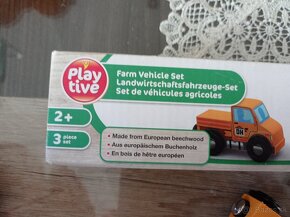 Play
tive
Farm Vehicle Set
Landwirtschaftsfahrzeuge-Set
Set de véhicules agricoles
2+
3 piece
set
• Made from European beechwood
• Aus europäischem Buchenholz
• En bois de hêtre européen